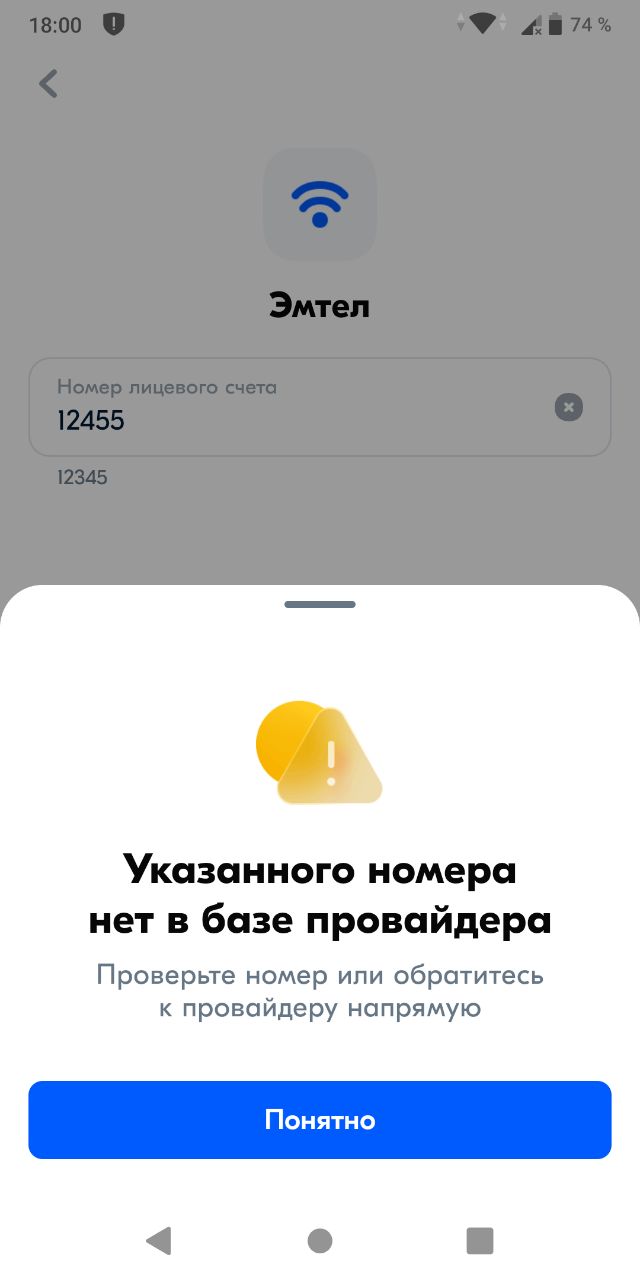 18:00
74 %
Эмтел
Номер лицевого счета
12455
12345
Указанного номера
нет в базе провайдера
Проверьте номер или обратитесь
к провайдеру напрямую
Понятно